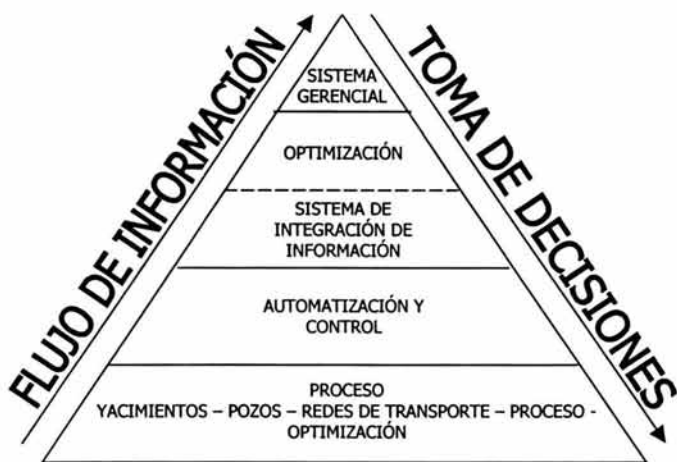 FLUJO DE INFORMACIÓN
TOMA DE DECISIONES
SISTEMA
GERENCIAL
OPTIMIZACIÓN
SISTEMA DE
INTEGRACIÓN DE
INFORMACIÓN
AUTOMATIZACIÓN Y
CONTROL
PROCESO
YACIMIENTOS – POZOS – REDES DE TRANSPORTE – PROCESO -
OPTIMIZACIÓN